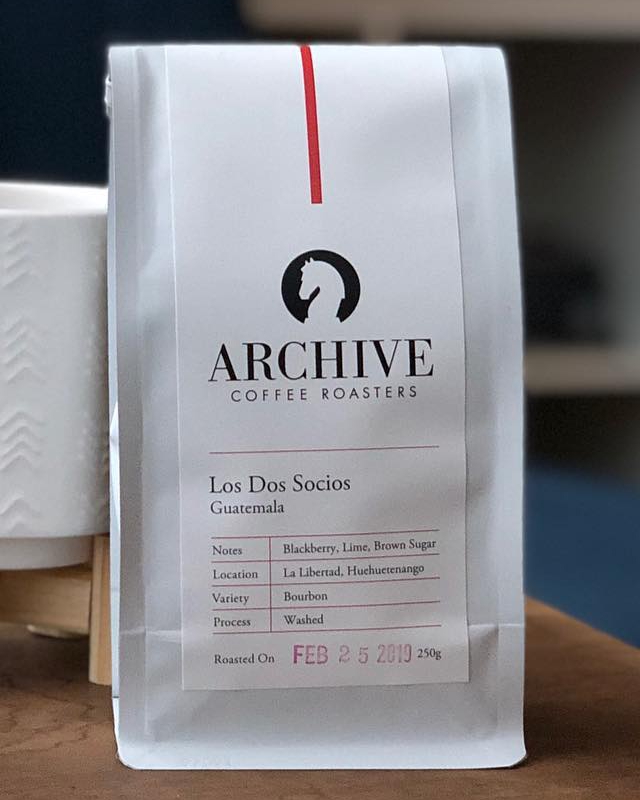 ARCHIVE
COFFEE ROASTERS
Los Dos Socios
Guatemala
Notes Blackberry, Lime, Brown Sugar
Location La Libertad, Huehuetenango
Variety Bourbon
Process Washed
Roasted On FEB 25 2019 250g